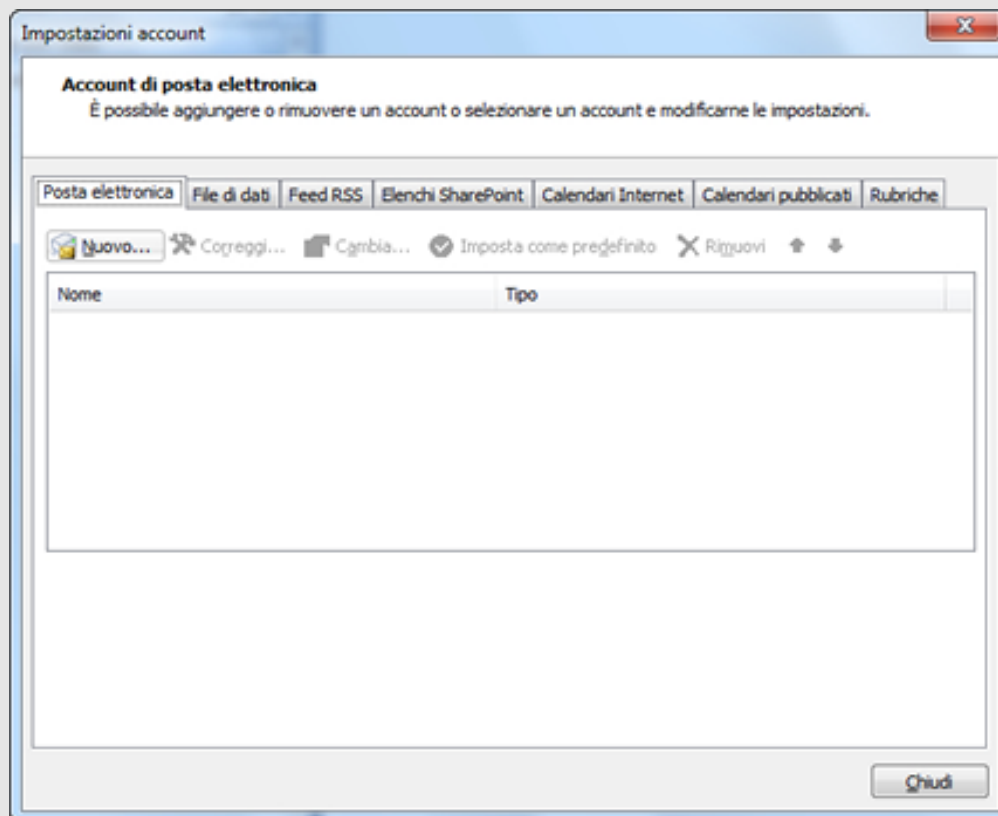 Impostazioni account
Account di posta elettronica
È possibile aggiungere o rimuovere un account o selezionare un account e modificarne le impostazioni.
Posta elettronica File di dati Feed RSS Elenchi SharePoint Calendari Internet Calendari pubblicati Rubriche
Nuovo... Correggi... Cambia... Imposta come predefinito Rimuovi
Nome Tipo
Chiudi